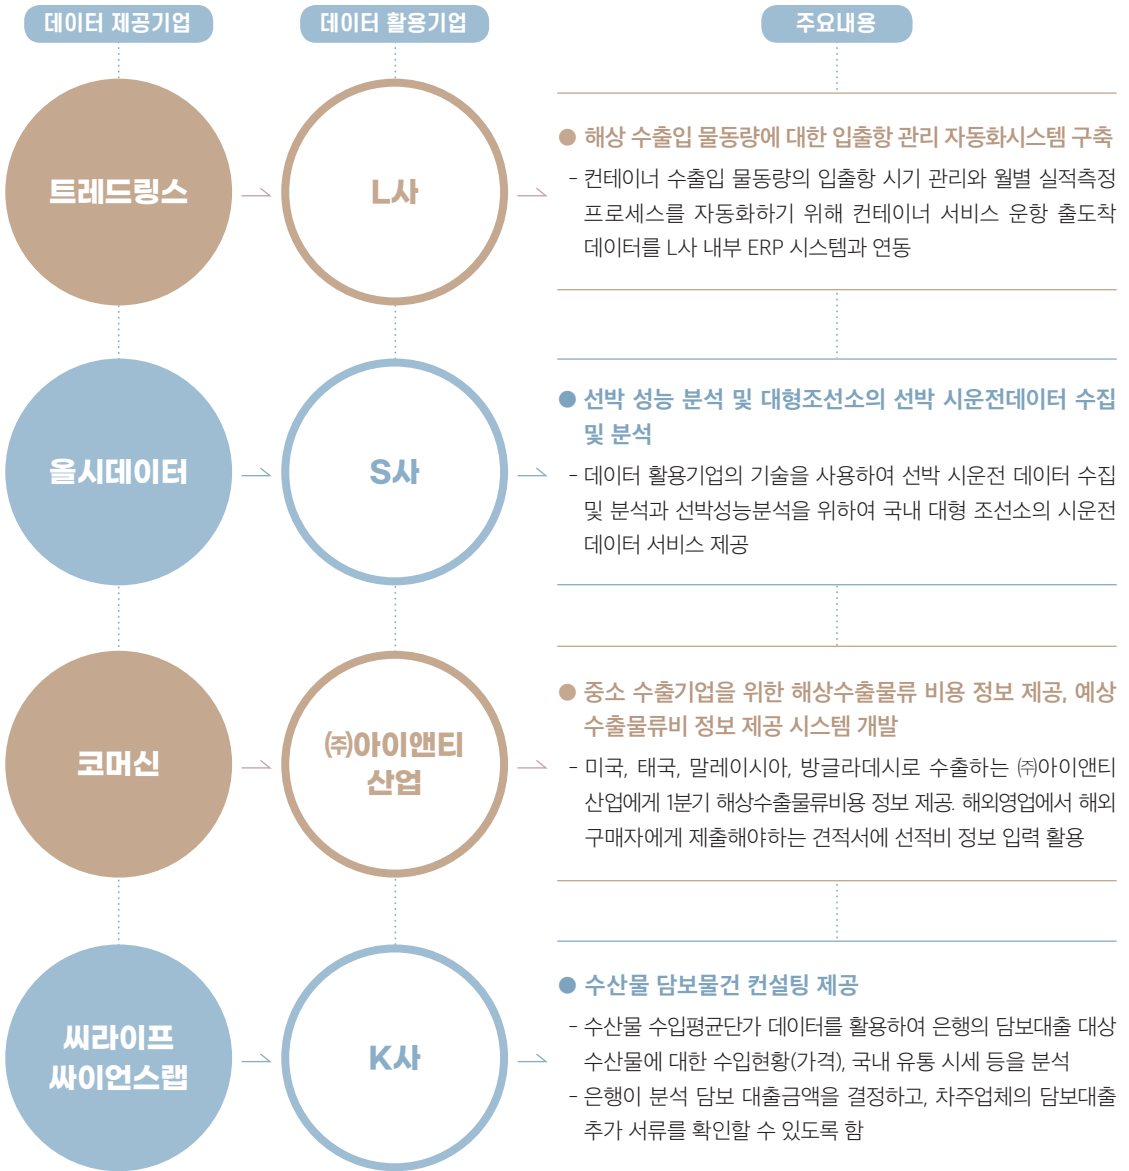 데이터 제공기업
데이터 활용기업
주요내용
트레드링스
L사
● 해상 수출입 물동량에 대한 입출항 관리 자동화시스템 구축
- 컨테이너 수출입 물동량의 입출항 시기 관리와 월별 실적측정
프로세스를 자동화하기 위해 컨테이너 서비스 운항 출도착
데이터를 L사 내부 ERP 시스템과 연동
올시데이터
S사
● 선박 성능 분석 및 대형조선소의 선박 시운전데이터 수집
및 분석
- 데이터 활용기업의 기술을 사용하여 선박 시운전 데이터 수집
및 분석과 선박성능분석을 위하여 국내 대형 조선소의 시운전
데이터 서비스 제공
코머신
㈜아이앤티
산업
● 중소 수출기업을 위한 해상수출물류 비용 정보 제공, 예상
수출물류비 정보 제공 시스템 개발
- 미국, 태국, 말레이시아, 방글라데시로 수출하는 ㈜아이앤티
산업에게 1분기 해상수출물류비용 정보 제공. 해외영업에서 해외
구매자에게 제출해야하는 견적서에 선적비 정보 입력 활용
씨라이프
싸이언스랩
K사
● 수산물 담보물건 컨설팅 제공
- 수산물 수입평균단가 데이터를 활용하여 은행의 담보대출 대상
수산물에 대한 수입현황(가격), 국내 유통 시세 등을 분석
- 은행이 분석 담보 대출금액을 결정하고, 차주업체의 담보대출
추가 서류를 확인할 수 있도록 함